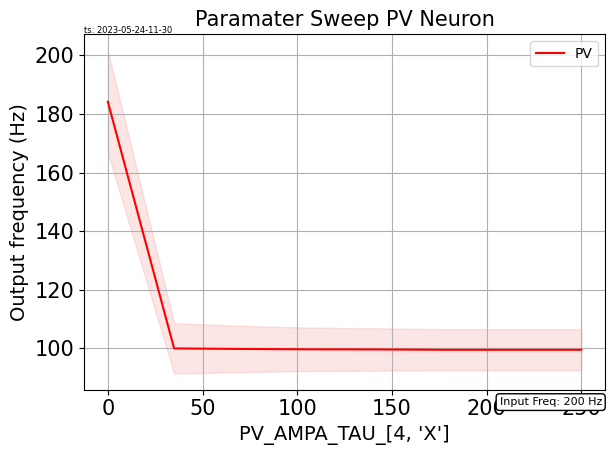 Paramater Sweep PV Neuron
ts: 2023-05-24-11-30
PV
200
180
160
140
120
100
Output frequency (Hz)
0 50 100 150 200 250
Input Freq: 200 Hz
PV_AMPA_TAU_[4, 'X']